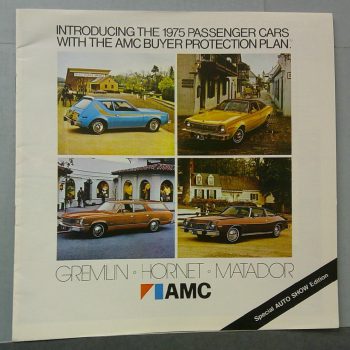 INTRODUCING THE 1975 PASSENGER CARS
WITH THE AMC BUYER PROTECTION PLAN.
GREMLIN • HORNET • MATADOR
AMC
Special AUTO SHOW Edition